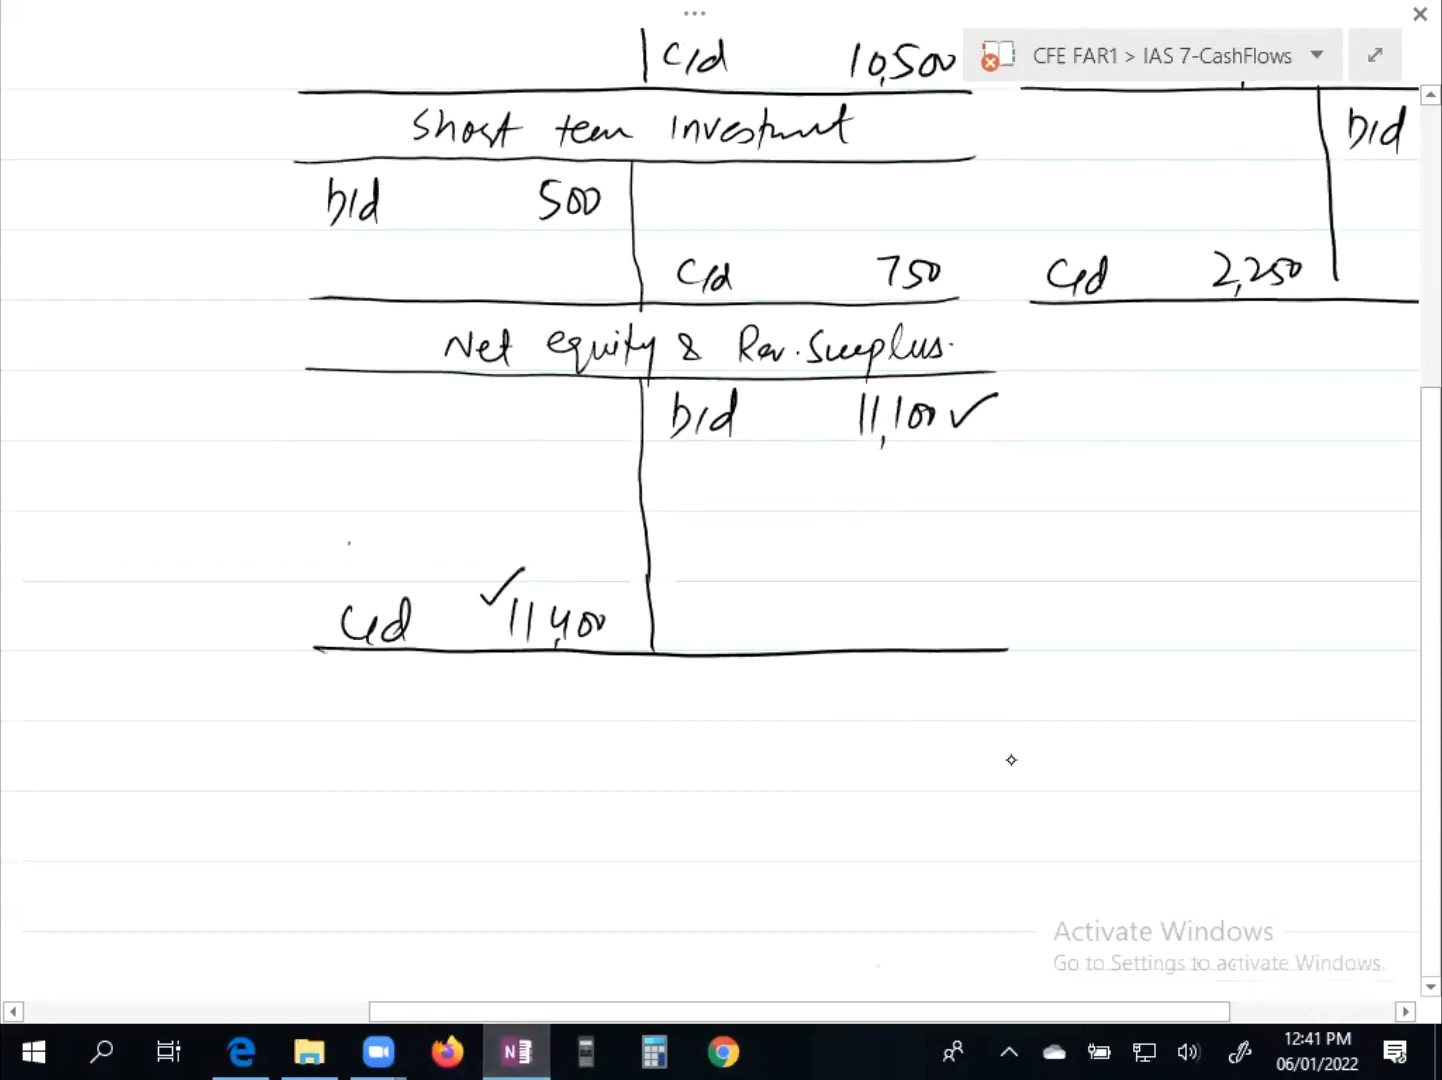 CFE FAR1 > IAS 7-CashFlows
c/d 10,500
Short term Investment
b/d
b/d 500
c/d 750
c/d 2,250
Net equity & Rev. Surplus.
b/d 11,100 ✓
c/d ✓ 11,400
Activate Windows
Go to Settings to activate Windows.
12:41 PM
06/01/2022